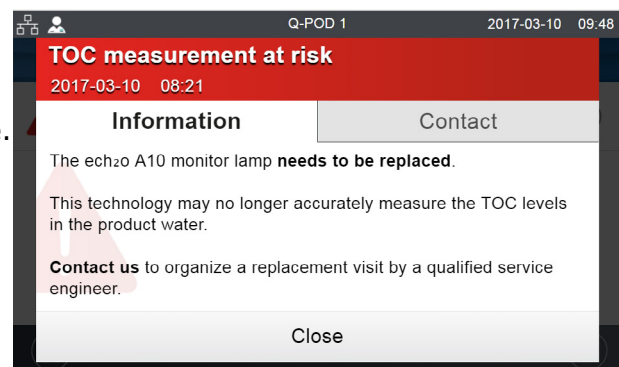 Q-POD 1 2017-03-10 09:48
TOC measurement at risk
2017-03-10 08:21
Information Contact
The ech₂o A10 monitor lamp needs to be replaced.
This technology may no longer accurately measure the TOC levels
in the product water.
Contact us to organize a replacement visit by a qualified service
engineer.
Close